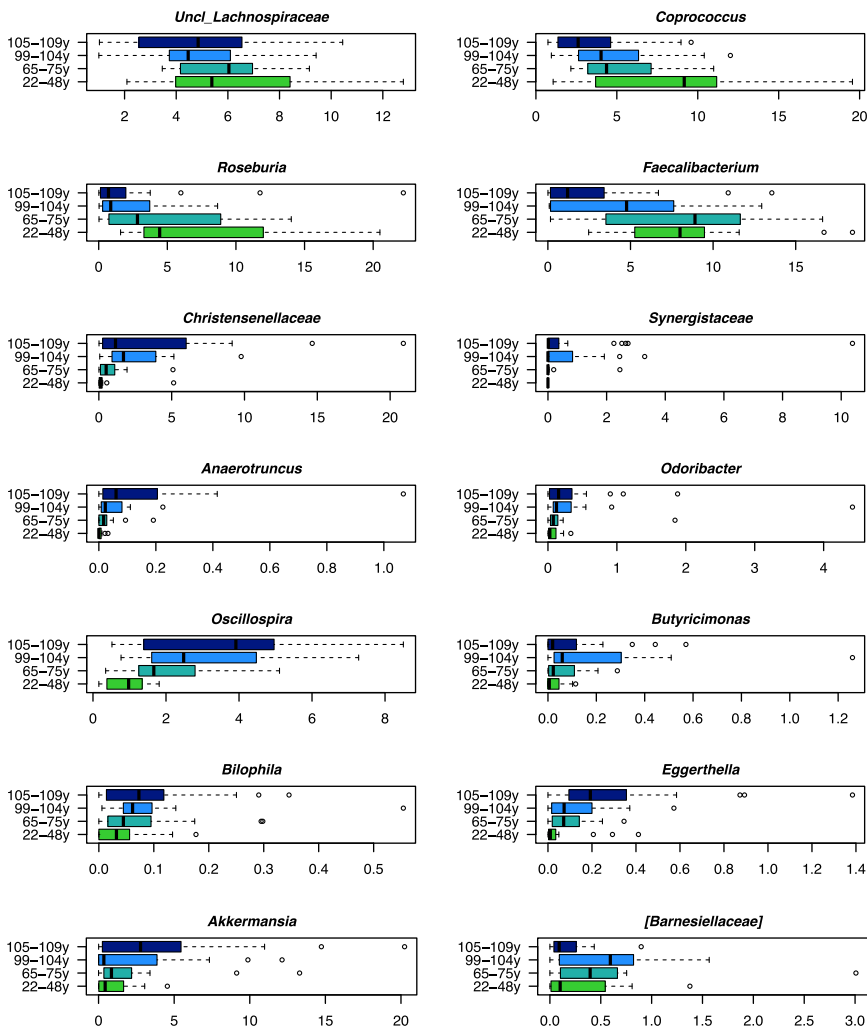 Uncl_Lachnospiraceae
105−109y
99−104y
65−75y
22−48y
2 4 6 8 10 12
Coprococcus
105−109y
99−104y
65−75y
22−48y
0 5 10 15 20
Roseburia
105−109y
99−104y
65−75y
22−48y
0 5 10 15 20
Faecalibacterium
105−109y
99−104y
65−75y
22−48y
5 10 15
Christensenellaceae
105−109y
99−104y
65−75y
22−48y
0 5 10 15 20
Synergistaceae
105−109y
99−104y
65−75y
22−48y
0 2 4 6 8 10
Anaerotruncus
105−109y
99−104y
65−75y
22−48y
0.0 0.2 0.4 0.6 0.8 1.0
Odoribacter
105−109y
99−104y
65−75y
22−48y
0 1 2 3 4
Oscillospira
105−109y
99−104y
65−75y
22−48y
0 2 4 6 8
Butyricimonas
105−109y
99−104y
65−75y
22−48y
0.0 0.2 0.4 0.6 0.8 1.0 1.2
Bilophila
105−109y
99−104y
65−75y
22−48y
0.0 0.1 0.2 0.3 0.4 0.5
Eggerthella
105−109y
99−104y
65−75y
22−48y
0.0 0.2 0.4 0.6 0.8 1.0 1.2 1.4
Akkermansia
105−109y
99−104y
65−75y
22−48y
0 5 10 15 20
[Barnesiellaceae]
105−109y
99−104y
65−75y
22−48y
0.0 0.5 1.0 1.5 2.0 2.5 3.0